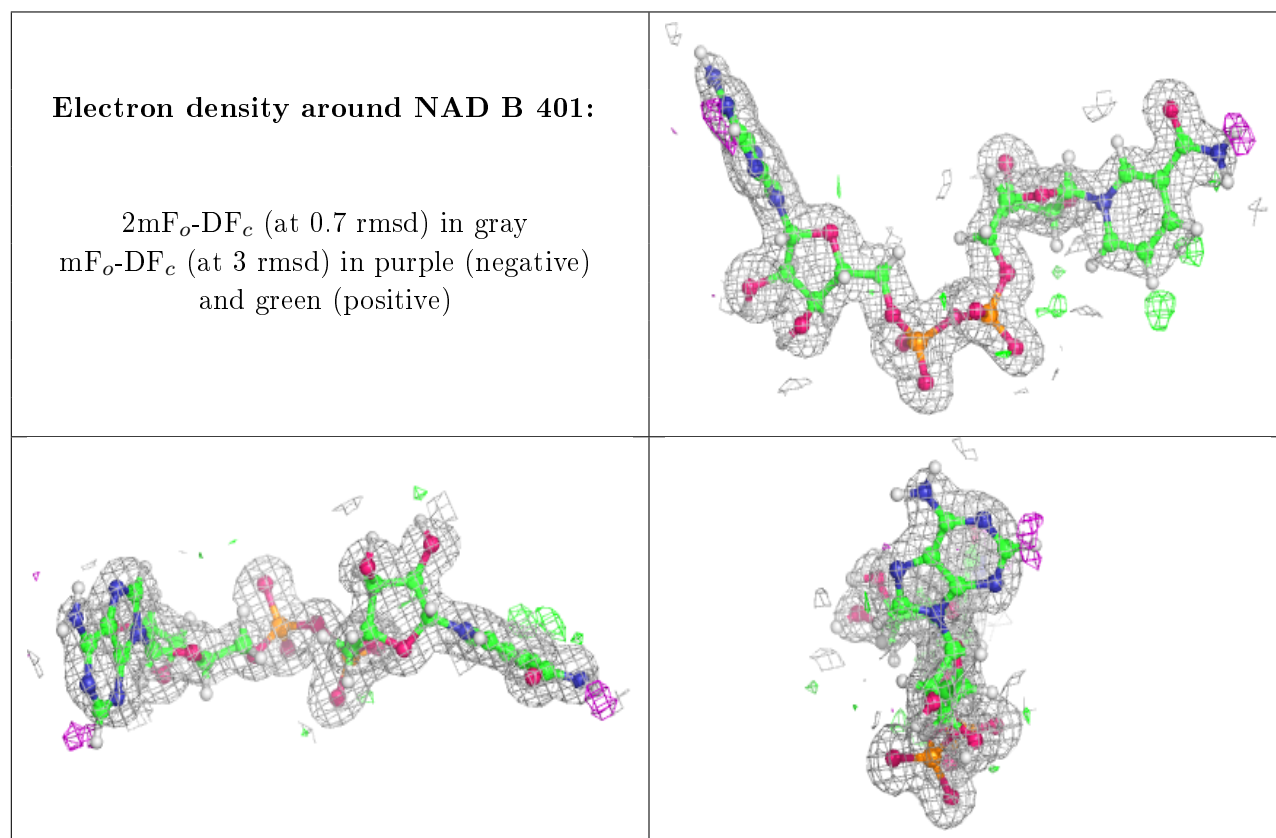 Electron density around NAD B 401:
2mFₒ-DF𝒸 (at 0.7 rmsd) in gray
mFₒ-DF𝒸 (at 3 rmsd) in purple (negative)
and green (positive)